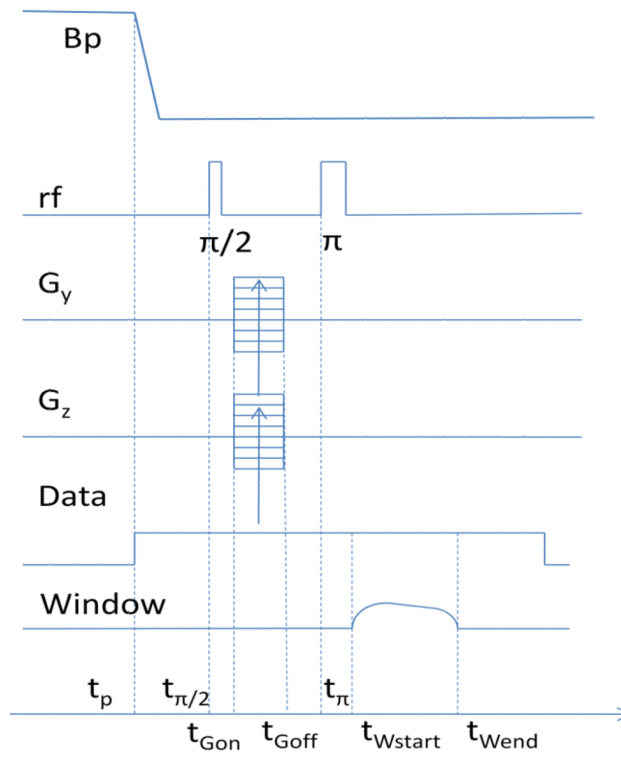 Bp
rf
π/2 π
Gy
Gz
Data
Window
tp tπ/2 tπ
tGon tGoff tWstart tWend